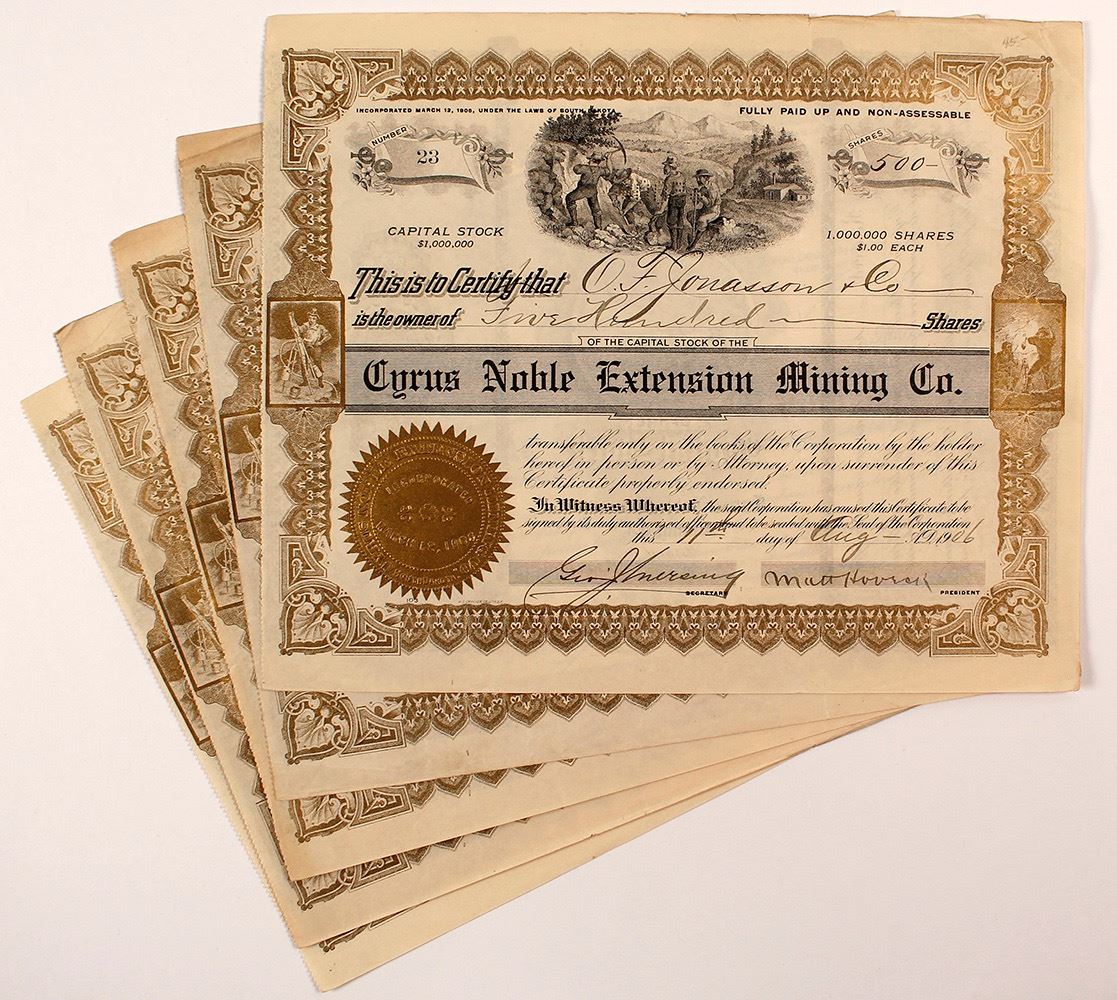 45-
INCORPORATED MARCH 12, 1906, UNDER THE LAWS OF SOUTH DAKOTA
FULLY PAID UP AND NON-ASSESSABLE
NUMBER
23
SHARES
500-
CAPITAL STOCK
$1,000,000
1,000,000 SHARES
$1.00 EACH
This is to Certify that O. F. Jonasson & Co
is the owner of Five Hundred Shares
OF THE CAPITAL STOCK OF THE
Cyrus Noble Extension Mining Co.
transferable only on the books of the Corporation by the holder
hereof in person or by Attorney, upon surrender of this
Certificate properly endorsed.
In Witness Whereof, the said Corporation has caused this Certificate to be
signed by its duly authorized officers and to be sealed with the Seal of the Corporation
this 11th day of Aug A.D. 1906
INCORPORATED
Geo J
Matt Hoveck
SECRETARY
PRESIDENT